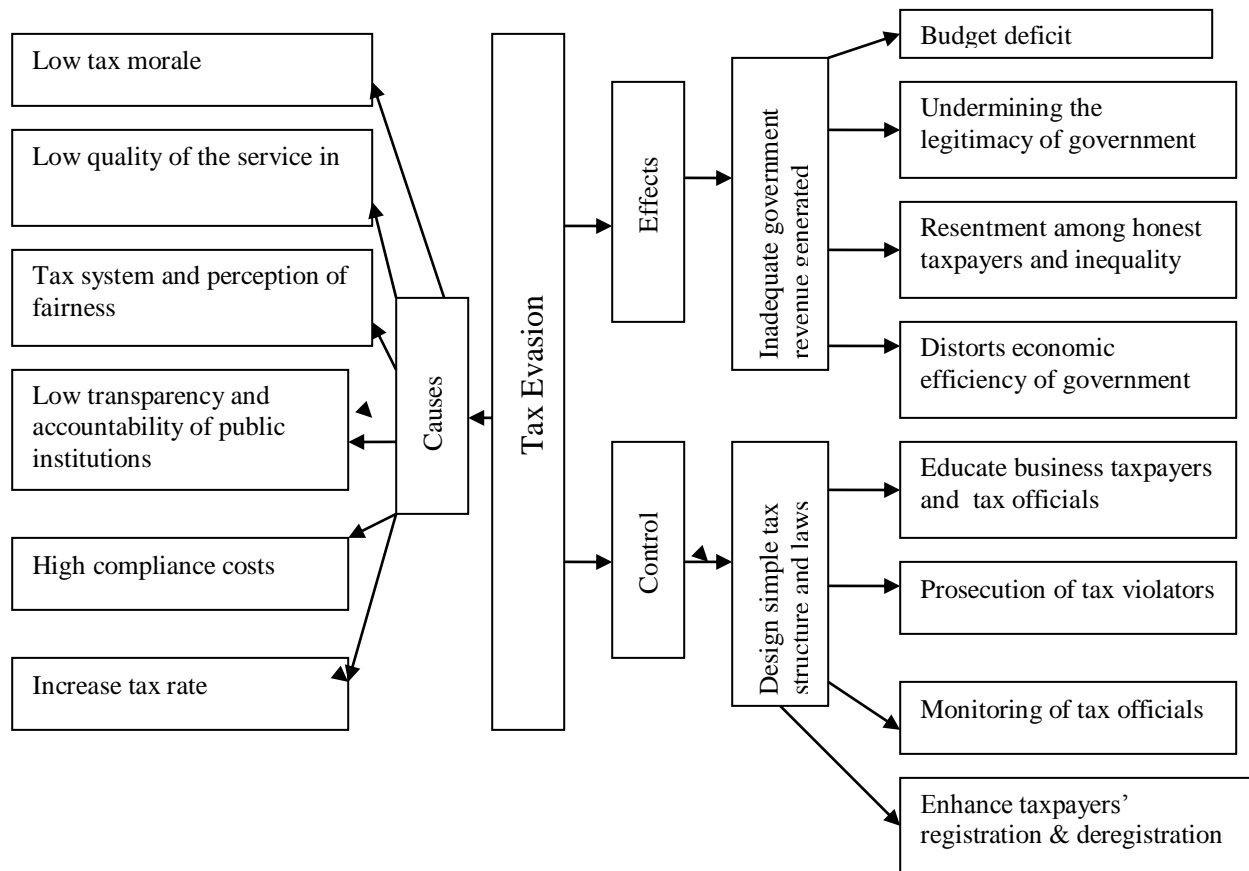 Low tax morale
Low quality of the service in
Tax system and perception of
fairness
Low transparency and
accountability of public
institutions
High compliance costs
Increase tax rate
Causes
Tax Evasion
Effects
Control
Inadequate government
revenue generated
Design simple tax
structure and laws
Budget deficit
Undermining the
legitimacy of government
Resentment among honest
taxpayers and inequality
Distorts economic
efficiency of government
Educate business taxpayers
and tax officials
Prosecution of tax violators
Monitoring of tax officials
Enhance taxpayers’
registration & deregistration